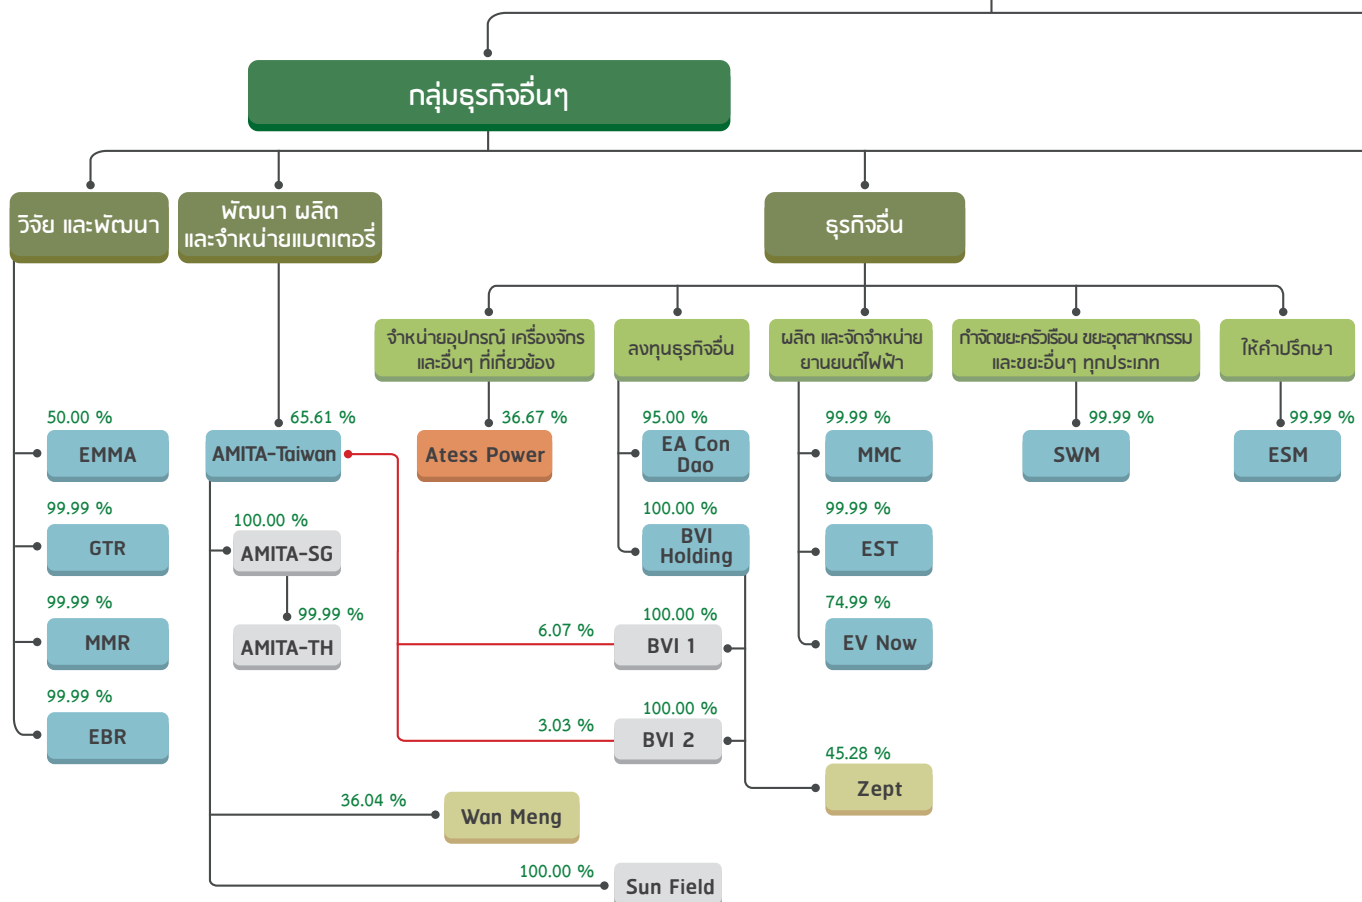 กลุ่มธุรกิจอื่นๆ
วิจัย และพัฒนา
พัฒนา ผลิต
และจำหน่ายแบตเตอรี่
ธุรกิจอื่น
จำหน่ายอุปกรณ์ เครื่องจักร
และอื่นๆ ที่เกี่ยวข้อง
ลงทุนธุรกิจอื่น
ผลิต และจัดจำหน่าย
ยานยนต์ไฟฟ้า
กำจัดขยะครัวเรือน ขยะอุตสาหกรรม
และขยะอื่นๆ ทุกประเภท
ให้คำปรึกษา
50.00 %
EMMA
99.99 %
GTR
99.99 %
MMR
99.99 %
EBR
65.61 %
AMITA-Taiwan
100.00 %
AMITA-SG
99.99 %
AMITA-TH
36.67 %
Atess Power
95.00 %
EA Con
Dao
100.00 %
BVI
Holding
6.07 %
100.00 %
BVI 1
3.03 %
100.00 %
BVI 2
99.99 %
MMC
99.99 %
EST
74.99 %
EV Now
45.28 %
Zept
99.99 %
SWM
99.99 %
ESM
36.04 %
Wan Meng
100.00 %
Sun Field